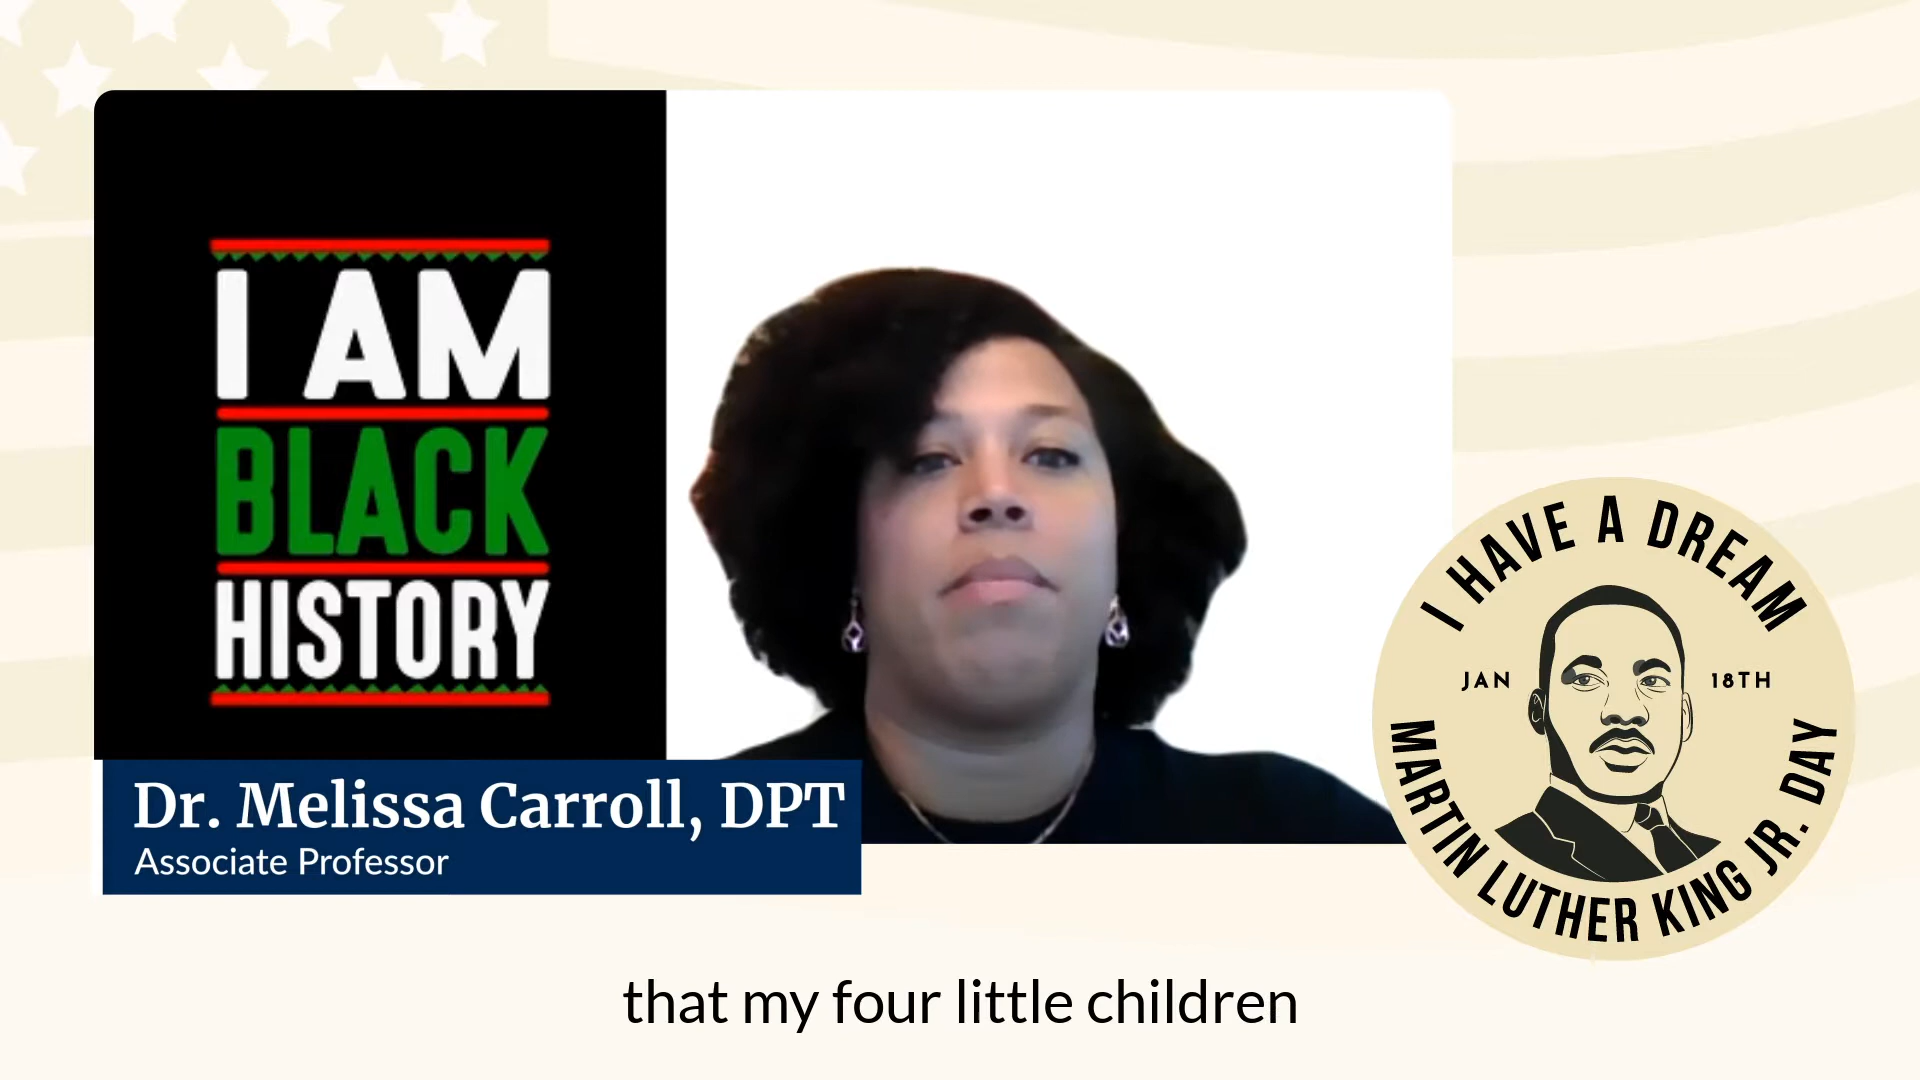 I AM
BLACK
HISTORY
Dr. Melissa Carroll, DPT
Associate Professor
I HAVE A DREAM
JAN 18TH
MARTIN LUTHER KING JR. DAY
that my four little children